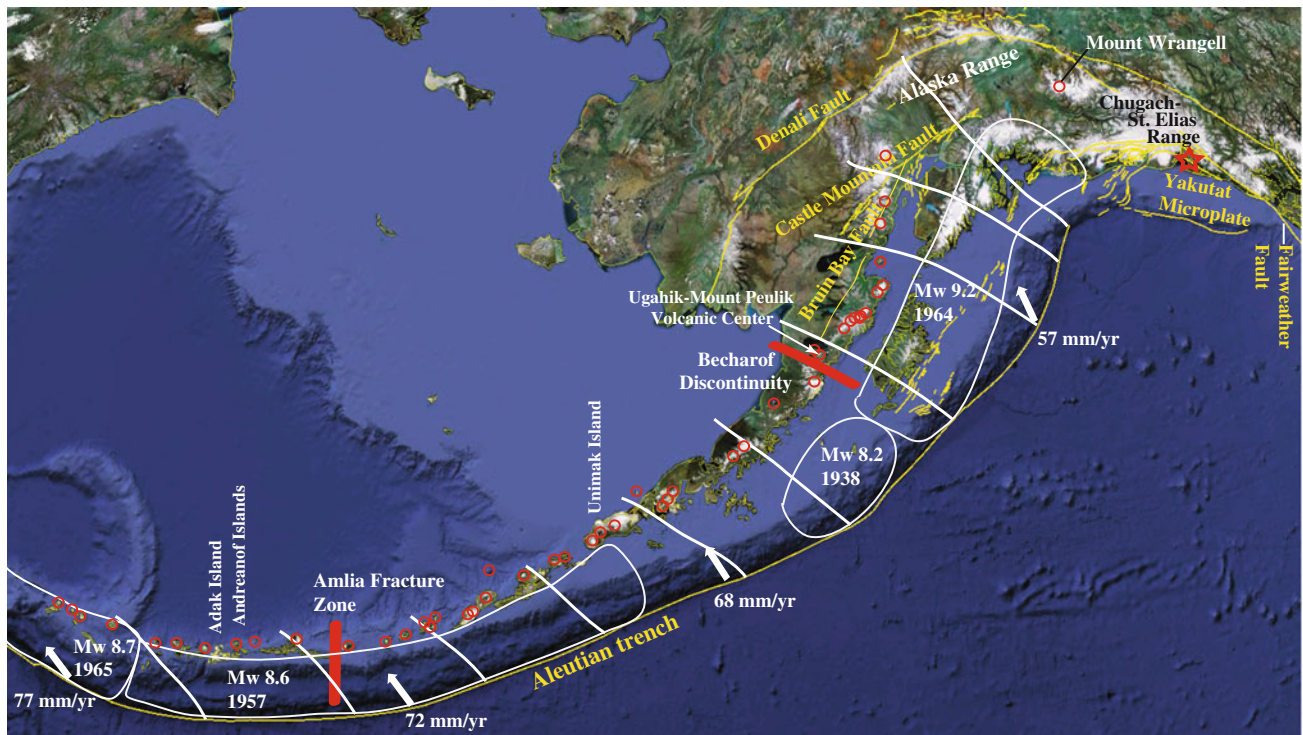 Mount Wrangell
Alaska Range
Chugach-
St. Elias
Range
Denali Fault
Castle Mountain Fault
Yakutat
Microplate
Fairweather
Fault
Bruin Bay Fault
Ugahik-Mount Peulik
Volcanic Center
Mw 9.2
1964
57 mm/yr
Becharof
Discontinuity
Mw 8.2
1938
Unimak Island
Adak Island
Andreanof Islands
Amlia Fracture
Zone
68 mm/yr
Aleutian trench
Mw 8.7
1965
Mw 8.6
1957
77 mm/yr
72 mm/yr